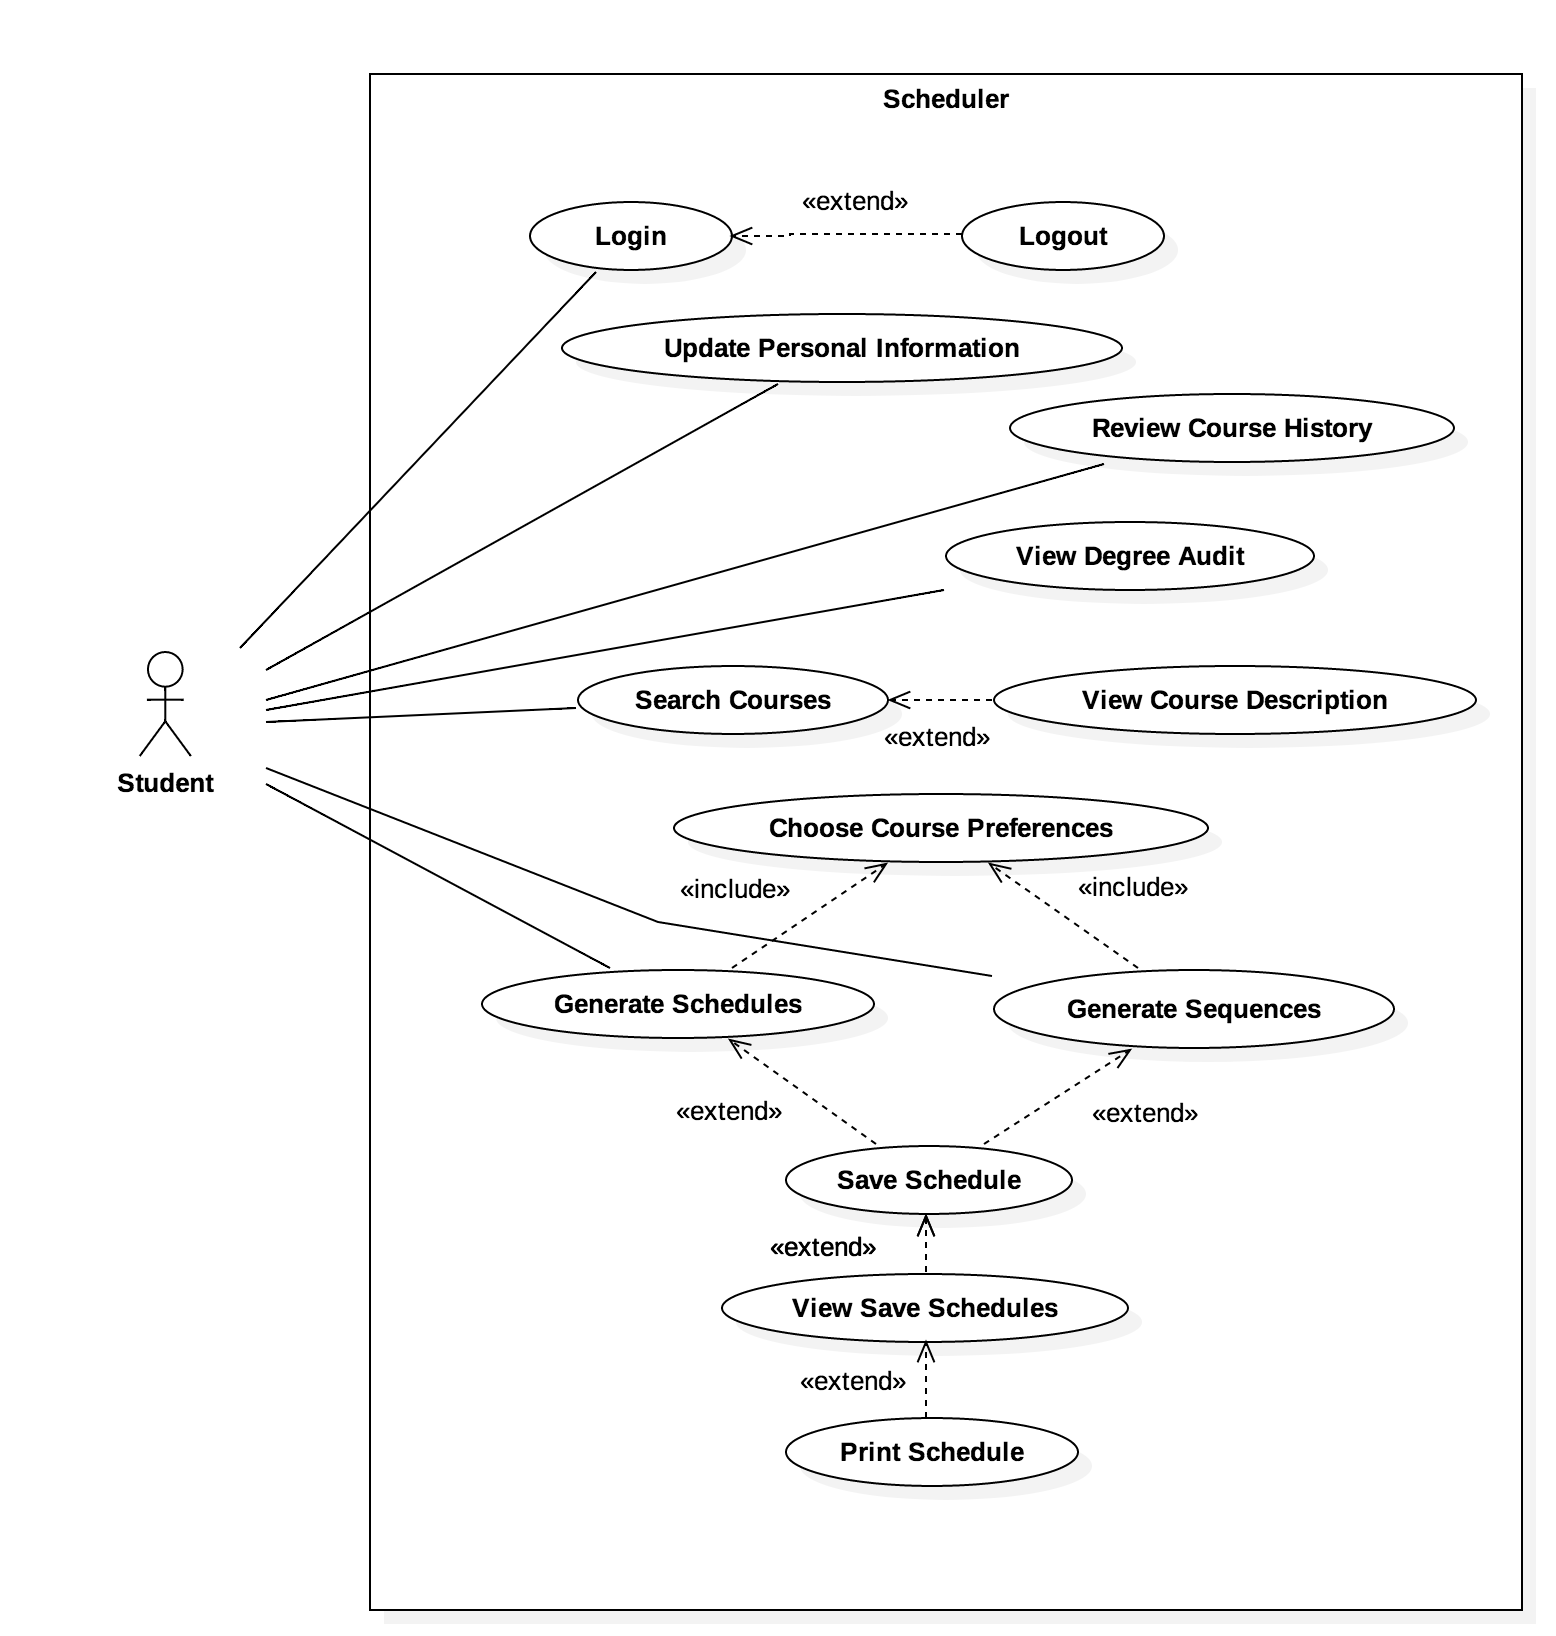 Scheduler
«extend»
Login
Logout
Update Personal Information
Review Course History
View Degree Audit
Search Courses
View Course Description
«extend»
Student
Choose Course Preferences
«include»
«include»
Generate Schedules
Generate Sequences
«extend»
«extend»
Save Schedule
«extend»
View Save Schedules
«extend»
Print Schedule